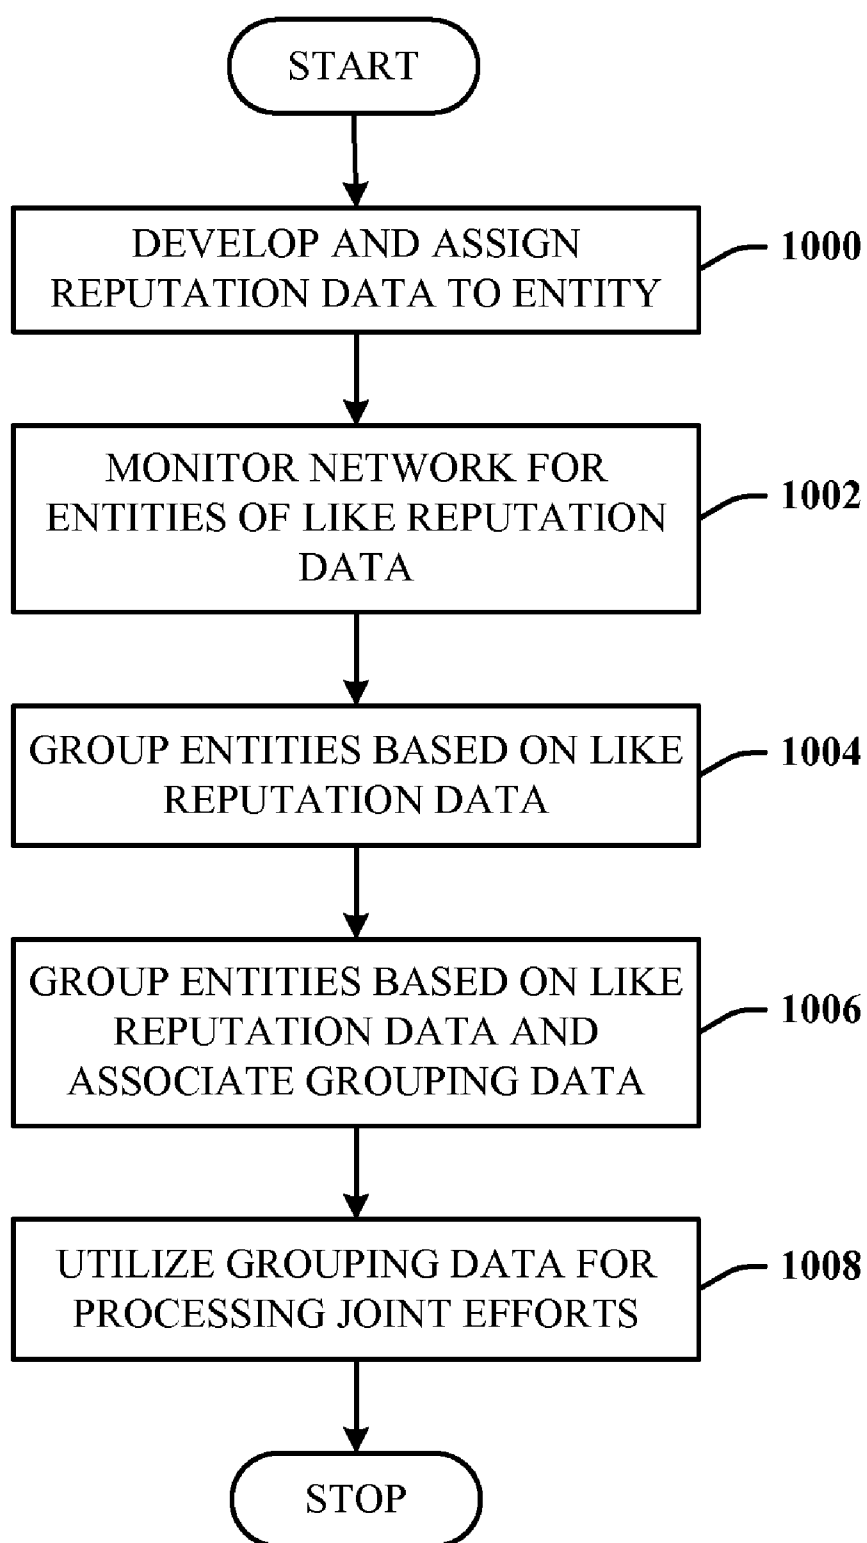 START
DEVELOP AND ASSIGN
REPUTATION DATA TO ENTITY
1000
MONITOR NETWORK FOR
ENTITIES OF LIKE REPUTATION
DATA
1002
GROUP ENTITIES BASED ON LIKE
REPUTATION DATA
1004
GROUP ENTITIES BASED ON LIKE
REPUTATION DATA AND
ASSOCIATE GROUPING DATA
1006
UTILIZE GROUPING DATA FOR
PROCESSING JOINT EFFORTS
1008
STOP